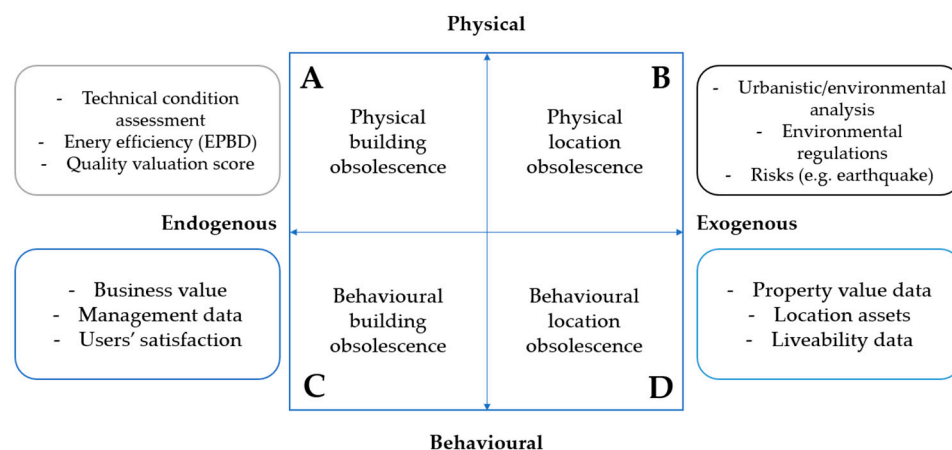 Physical
A
B
- Technical condition
assessment
- Enery efficiency (EPBD)
- Quality valuation score
Physical
building
obsolescence
Physical
location
obsolescence
- Urbanistic/environmental
analysis
- Environmental
regulations
- Risks (e.g. earthquake)
Endogenous
Exogenous
- Business value
- Management data
- Users' satisfaction
Behavioural
building
obsolescence
Behavioural
location
obsolescence
- Property value data
- Location assets
- Liveability data
C
D
Behavioural